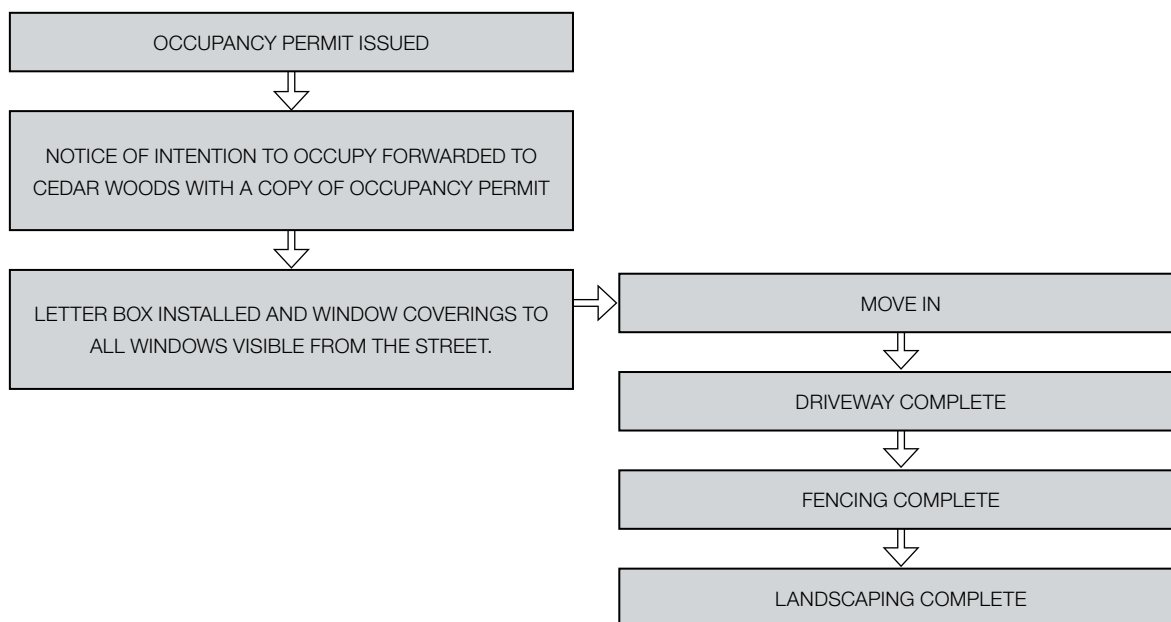 OCCUPANCY PERMIT ISSUED
NOTICE OF INTENTION TO OCCUPY FORWARDED TO
CEDAR WOODS WITH A COPY OF OCCUPANCY PERMIT
LETTER BOX INSTALLED AND WINDOW COVERINGS TO
ALL WINDOWS VISIBLE FROM THE STREET.
MOVE IN
DRIVEWAY COMPLETE
FENCING COMPLETE
LANDSCAPING COMPLETE